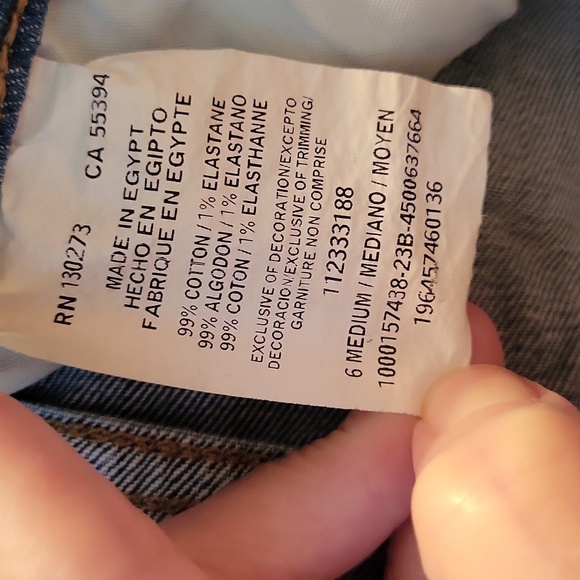 RN 130273 CA 55394
MADE IN EGYPT
HECHO EN EGIPTO
FABRIQUE EN EGYPTE
99% COTTON / 1% ELASTANE
99% ALGODON / 1% ELASTANO
99% COTON / 1% ELASTHANNE
EXCLUSIVE OF DECORATION/EXCEPTO
DECORACION/EXCLUSIVE OF TRIMMING/
GARNITURE NON COMPRISE
112333188
6 MEDIUM / MEDIANO / MOYEN
1000157438-23B-4500637664
196457460136